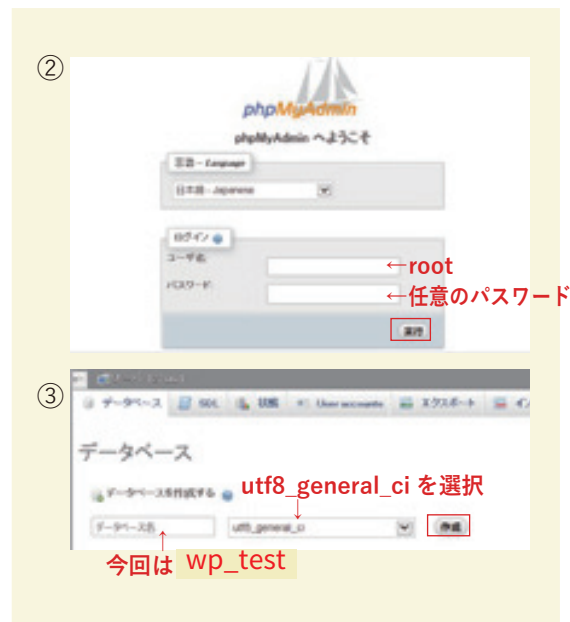 ②
phpMyAdmin
phpMyAdmin へようこそ
言語 - Language
日本語 - Japanese
ログイン
ユーザ名:
←root
パスワード:
←任意のパスワード
実行
③
データベース SQL 状態 User accounts エクスポート
データベース
データベースを作成する
utf8_general_ci を選択
↓
データベース名 utf8_general_ci 作成
↑
今回は wp_test